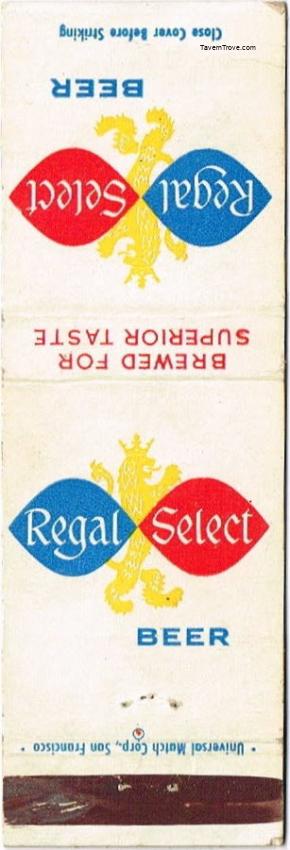 Close Cover Before Striking
TavernTrove.com
BEER
Regal Select
BREWED FOR
SUPERIOR TASTE
Regal Select
BEER
• Universal Match Corp., San Francisco •